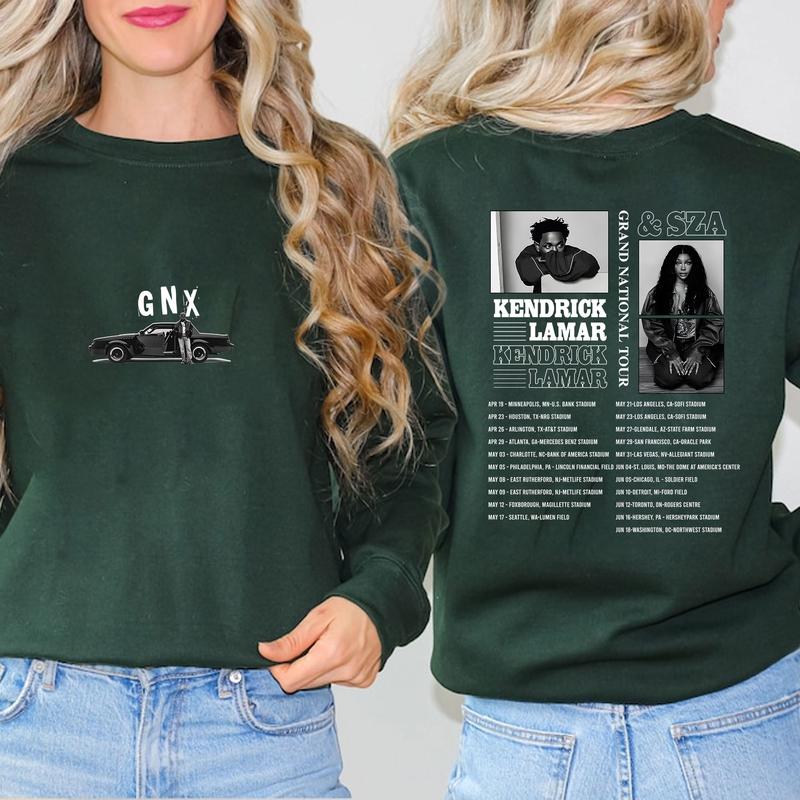 GNX
KENDRICK
LAMAR
KENDRICK
LAMAR
GRAND NATIONAL TOUR
& SZA
APR 19 - MINNEAPOLIS, MN-U.S. BANK STADIUM
APR 23 - HOUSTON, TX-NRG STADIUM
APR 26 - ARLINGTON, TX-AT&T STADIUM
APR 29 - ATLANTA, GA-MERCEDES BENZ STADIUM
MAY 03 - CHARLOTTE, NC-BANK OF AMERICA STADIUM
MAY 05 - PHILADELPHIA, PA - LINCOLN FINANCIAL FIELD
MAY 08 - EAST RUTHERFORD, NJ-METLIFE STADIUM
MAY 09 - EAST RUTHERFORD, NJ-METLIFE STADIUM
MAY 12 - FOXBOROUGH, MAGILLETTE STADIUM
MAY 17 - SEATTLE, WA-LUMEN FIELD
MAY 21-LOS ANGELES, CA-SOFI STADIUM
MAY 23-LOS ANGELES, CA-SOFI STADIUM
MAY 27-GLENDALE, AZ-STATE FARM STADIUM
MAY 29-SAN FRANCISCO, CA-ORACLE PARK
MAY 31-LAS VEGAS, NV-ALLEGIANT STADIUM
JUN 04-ST. LOUIS, MO-THE DOME AT AMERICA'S CENTER
JUN 05-CHICAGO, IL - SOLDIER FIELD
JUN 10-DETROIT, MI-FORD FIELD
JUN 12-TORONTO, ON-ROGERS CENTRE
JUN 16-HERSHEY, PA - HERSHEYPARK STADIUM
JUN 18-WASHINGTON, DC-NORTHWEST STADIUM